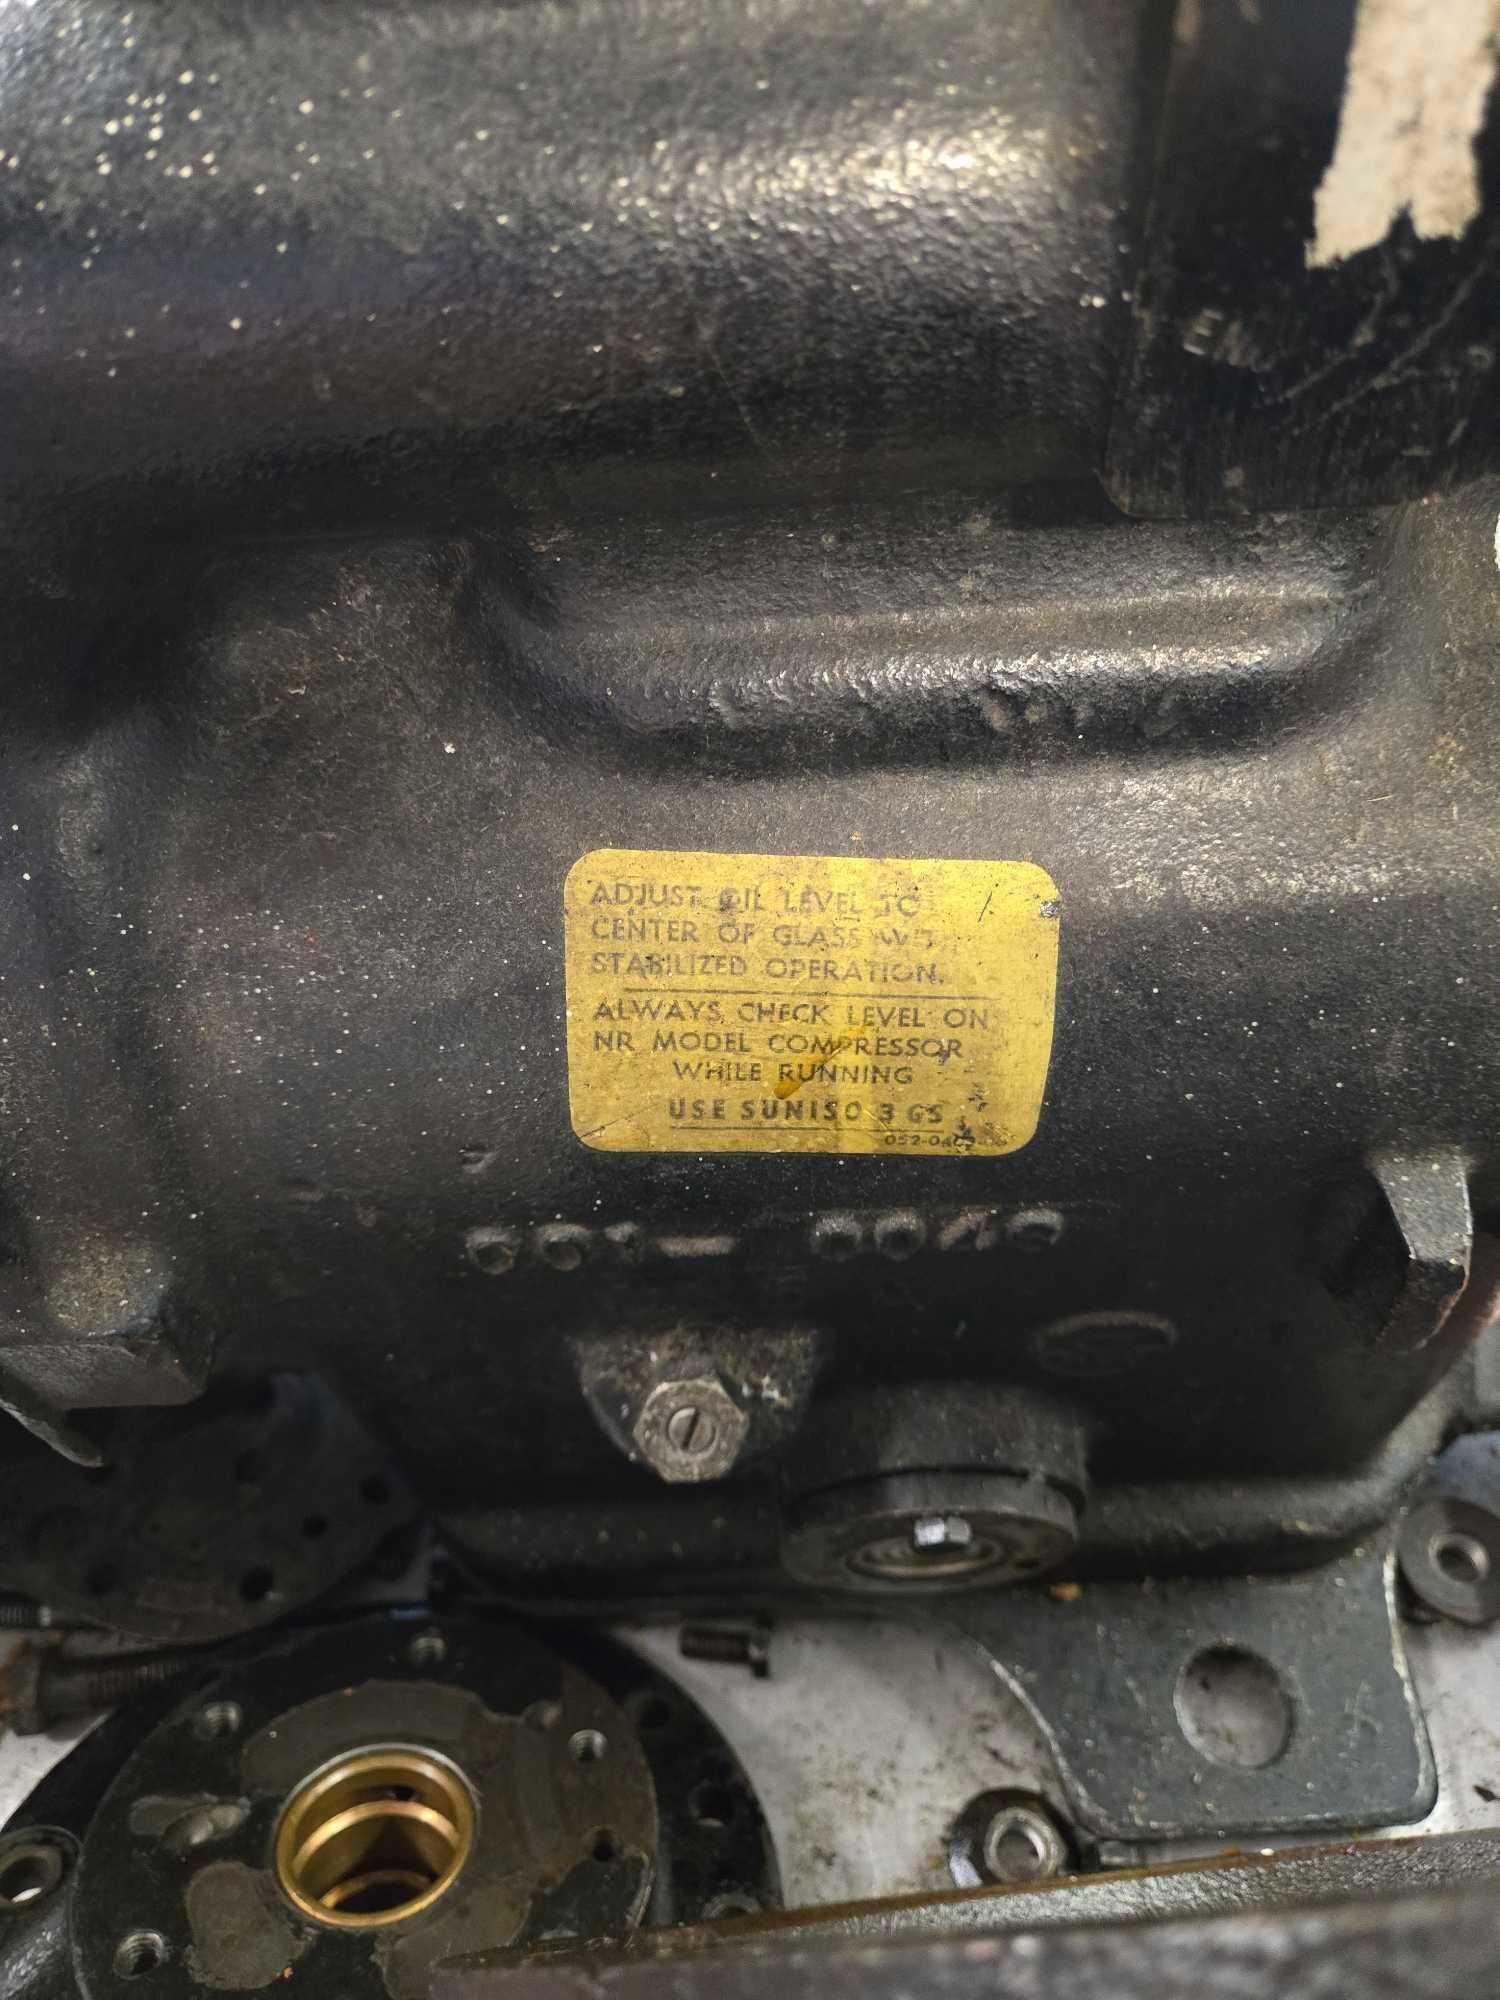 E
ADJUST OIL LEVEL TO
CENTER OF GLASS
STABILIZED OPERATION.
ALWAYS CHECK LEVEL ON
NR MODEL COMPRESSOR
WHILE RUNNING
USE SUNISO 3 GS